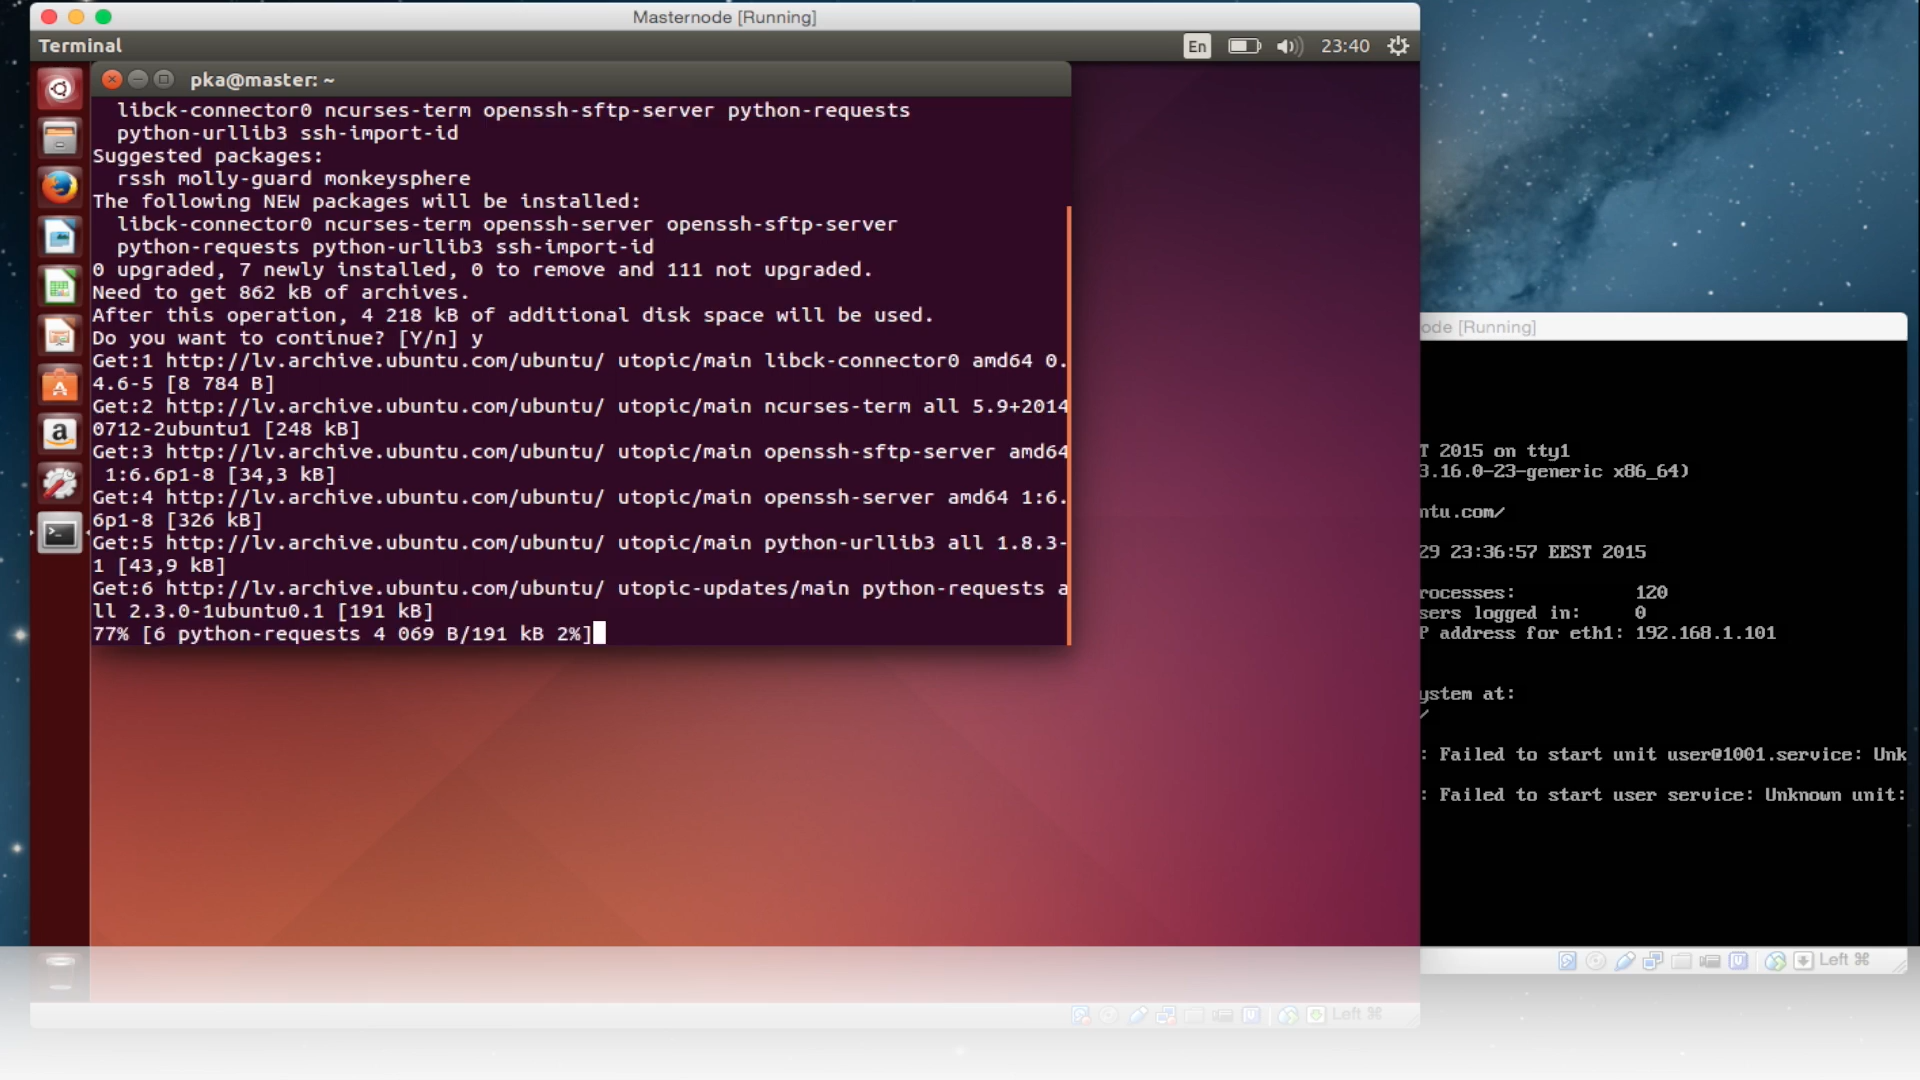 Masternode [Running]
Terminal
En
23:40
pka@master: ~
libck-connector0 ncurses-term openssh-sftp-server python-requests
python-urllib3 ssh-import-id
Suggested packages:
rssh molly-guard monkeysphere
The following NEW packages will be installed:
libck-connector0 ncurses-term openssh-server openssh-sftp-server
python-requests python-urllib3 ssh-import-id
0 upgraded, 7 newly installed, 0 to remove and 111 not upgraded.
Need to get 862 kB of archives.
After this operation, 4 218 kB of additional disk space will be used.
Do you want to continue? [Y/n] y
Get:1 http://lv.archive.ubuntu.com/ubuntu/ utopic/main libck-connector0 amd64 0.
4.6-5 [8 784 B]
Get:2 http://lv.archive.ubuntu.com/ubuntu/ utopic/main ncurses-term all 5.9+2014
0712-2ubuntu1 [248 kB]
Get:3 http://lv.archive.ubuntu.com/ubuntu/ utopic/main openssh-sftp-server amd64
1:6.6p1-8 [34,3 kB]
Get:4 http://lv.archive.ubuntu.com/ubuntu/ utopic/main openssh-server amd64 1:6.
6p1-8 [326 kB]
Get:5 http://lv.archive.ubuntu.com/ubuntu/ utopic/main python-urllib3 all 1.8.3-
1 [43,9 kB]
Get:6 http://lv.archive.ubuntu.com/ubuntu/ utopic-updates/main python-requests a
ll 2.3.0-1ubuntu0.1 [191 kB]
77% [6 python-requests 4 069 B/191 kB 2%]
ode [Running]
T 2015 on tty1
3.16.0-23-generic x86_64)
ntu.com/
29 23:36:57 EEST 2015
rocesses: 120
sers logged in: 0
P address for eth1: 192.168.1.101
ystem at:
/
: Failed to start unit user@1001.service: Unk
: Failed to start user service: Unknown unit:
Left ⌘
Left ⌘